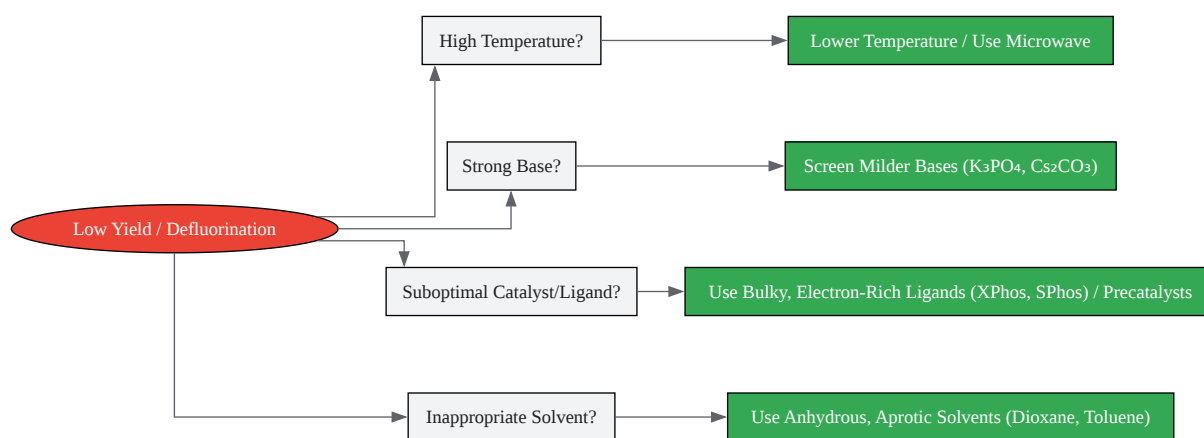 High Temperature?
Lower Temperature / Use Microwave
Strong Base?
Screen Milder Bases (K₃PO₄, Cs₂CO₃)
Low Yield / Defluorination
Suboptimal Catalyst/Ligand?
Use Bulky, Electron-Rich Ligands (XPhos, SPhos) / Precatalysts
Inappropriate Solvent?
Use Anhydrous, Aprotic Solvents (Dioxane, Toluene)